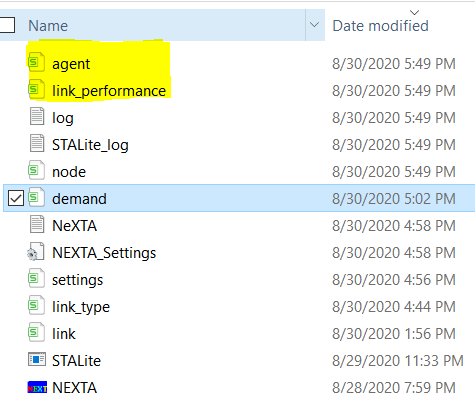 Name Date modified
agent 8/30/2020 5:49 PM
link_performance 8/30/2020 5:49 PM
log 8/30/2020 5:49 PM
STALite_log 8/30/2020 5:49 PM
node 8/30/2020 5:49 PM
demand 8/30/2020 5:02 PM
NeXTA 8/30/2020 4:58 PM
NEXTA_Settings 8/30/2020 4:58 PM
settings 8/30/2020 4:56 PM
link_type 8/30/2020 4:44 PM
link 8/30/2020 1:56 PM
STALite 8/29/2020 11:33 PM
NEXTA 8/28/2020 7:59 PM